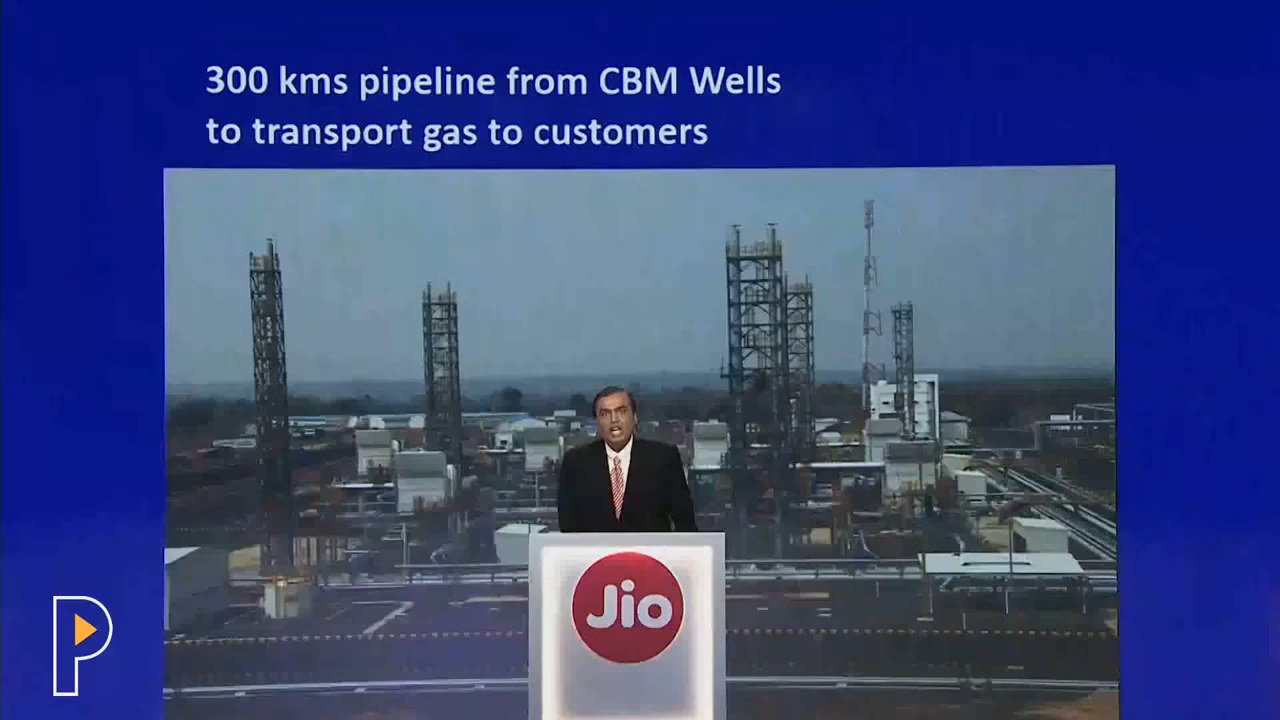 300 kms pipeline from CBM Wells
to transport gas to customers
Jio
P